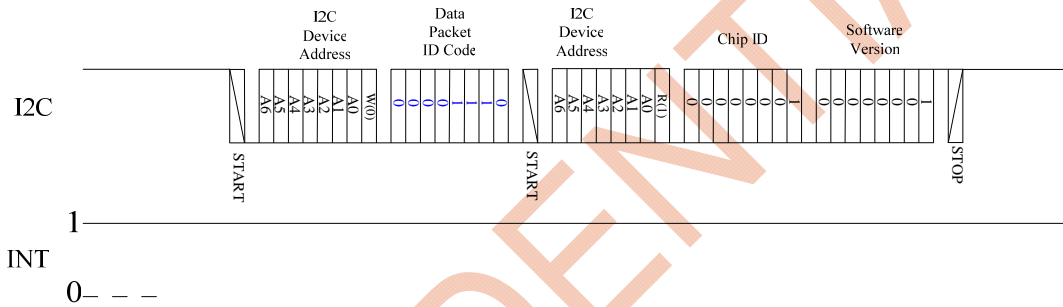 I2C
Device
Address
Data
Packet
ID Code
I2C
Device
Address
Chip ID
Software
Version
I2C
A6 A5 A4 A3 A2 A1 A0 W(0)
0 0 0 0 1 1 1 0
A6 A5 A4 A3 A2 A1 A0 R(1)
0 0 0 0 0 0 0 1
0 0 0 0 0 0 0 1
START
START
STOP
1
INT
0